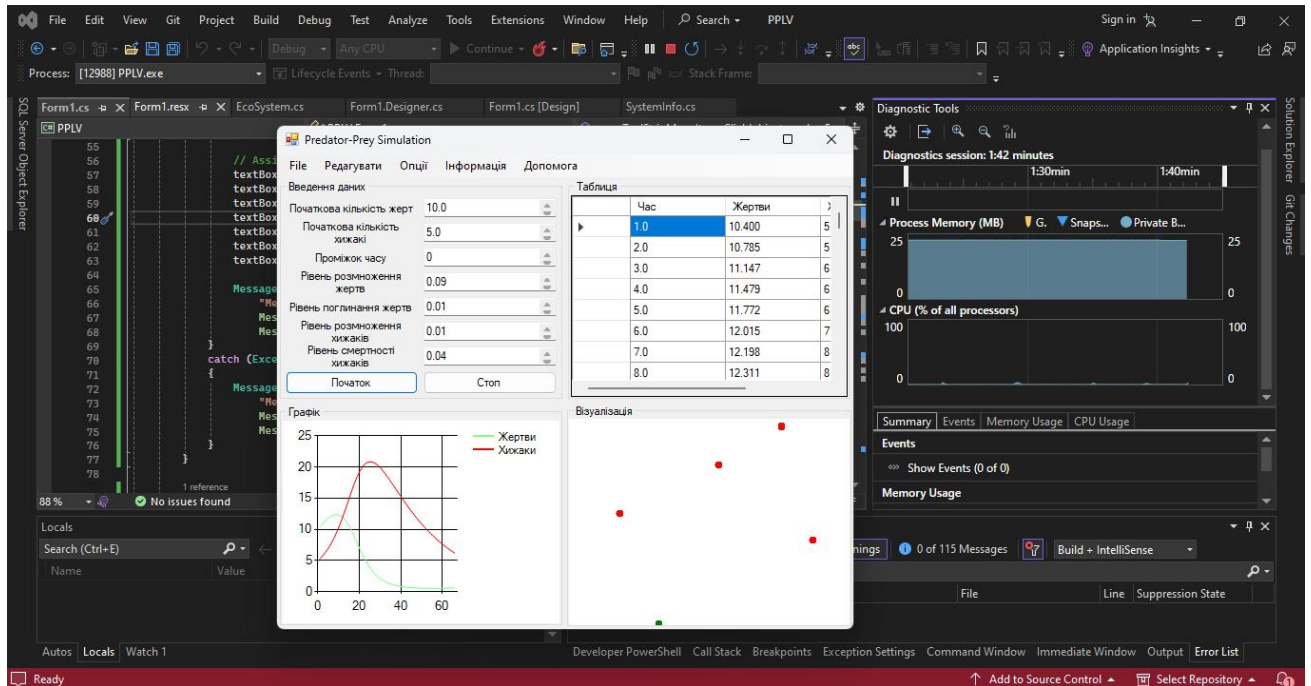 File Edit View Git Project Build Debug Test Analyze Tools Extensions Window Help Search PPLV Sign in
Debug Any CPU Continue Application Insights
Process: [12988] PPLV.exe Lifecycle Events Thread: Stack Frame:
SQL Server Object Explorer
Form1.cs Form1.resx EcoSystem.cs Form1.Designer.cs Form1.cs [Design] SystemInfo.cs
PPLV
55
56 // Assi
57 textBox
58 textBox
59 textBox
60 textBox
61 textBox
62 textBox
63 textBox
64
65 Message
66 "Me
67 Mes
68 Mes
69 }
70 catch (Exce
71 {
72 Message
73 "Me
74 Mes
75 Mes
76 }
77 }
78
1 reference
88 % No issues found
Predator-Prey Simulation
File Редагувати Опції Інформація Допомога
Введення даних
Початкова кількість жерт 10.0
Початкова кількість
хижакі 5.0
Проміжок часу 0
Рівень розмноження
жертв 0.09
Рівень поглинання жертв 0.01
Рівень розмноження
хижаків 0.01
Рівень смертності
хижаків 0.04
Початок Стоп
Таблиця
Час Жертви
1.0 10.400 5
2.0 10.785 5
3.0 11.147 6
4.0 11.479 6
5.0 11.772 6
6.0 12.015 7
7.0 12.198 8
8.0 12.311 8
Графік
25
20
15
10
5
0
0 20 40 60
Жертви
Хижаки
Візуалізація
Diagnostic Tools
Diagnostics session: 1:42 minutes
1:30min 1:40min
Process Memory (MB) G. Snaps... Private B...
25 25
0 0
CPU (% of all processors)
100 100
0 0
Summary Events Memory Usage CPU Usage
Events
Show Events (0 of 0)
Memory Usage
Solution Explorer
Git Changes
Locals
Search (Ctrl+E)
Name Value
nings 0 of 115 Messages Build + IntelliSense
File Line Suppression State
Autos Locals Watch 1
Developer PowerShell Call Stack Breakpoints Exception Settings Command Window Immediate Window Output Error List
Ready Add to Source Control Select Repository 1